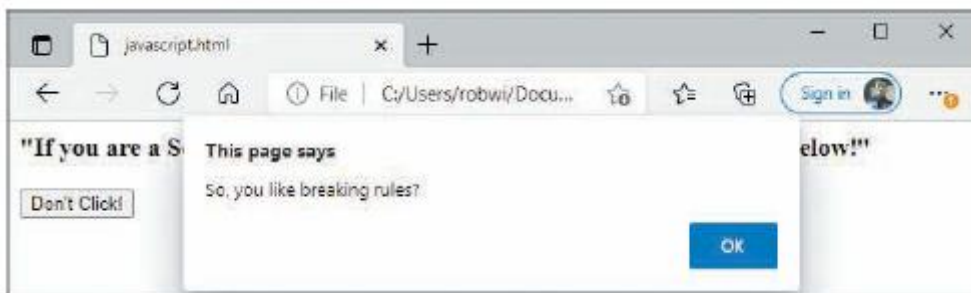 javascript.html
File | C:/Users/robwi/Docu...
Sign in
"If you are a S
elow!"
This page says
So, you like breaking rules?
Don't Click!
OK